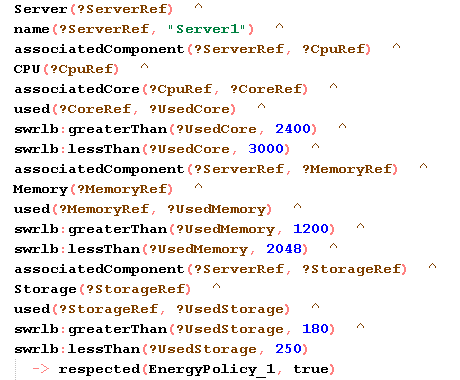 Server(?ServerRef) ^
name(?ServerRef, "Server1") ^
associatedComponent(?ServerRef, ?CpuRef) ^
CPU(?CpuRef) ^
associatedCore(?CpuRef, ?CoreRef) ^
used(?CoreRef, ?UsedCore) ^
swrlb:greaterThan(?UsedCore, 2400) ^
swrlb:lessThan(?UsedCore, 3000) ^
associatedComponent(?ServerRef, ?MemoryRef) ^
Memory(?MemoryRef) ^
used(?MemoryRef, ?UsedMemory) ^
swrlb:greaterThan(?UsedMemory, 1200) ^
swrlb:lessThan(?UsedMemory, 2048) ^
associatedComponent(?ServerRef, ?StorageRef) ^
Storage(?StorageRef) ^
used(?StorageRef, ?UsedStorage) ^
swrlb:greaterThan(?UsedStorage, 180) ^
swrlb:lessThan(?UsedStorage, 250)
-> respected(EnergyPolicy_1, true)